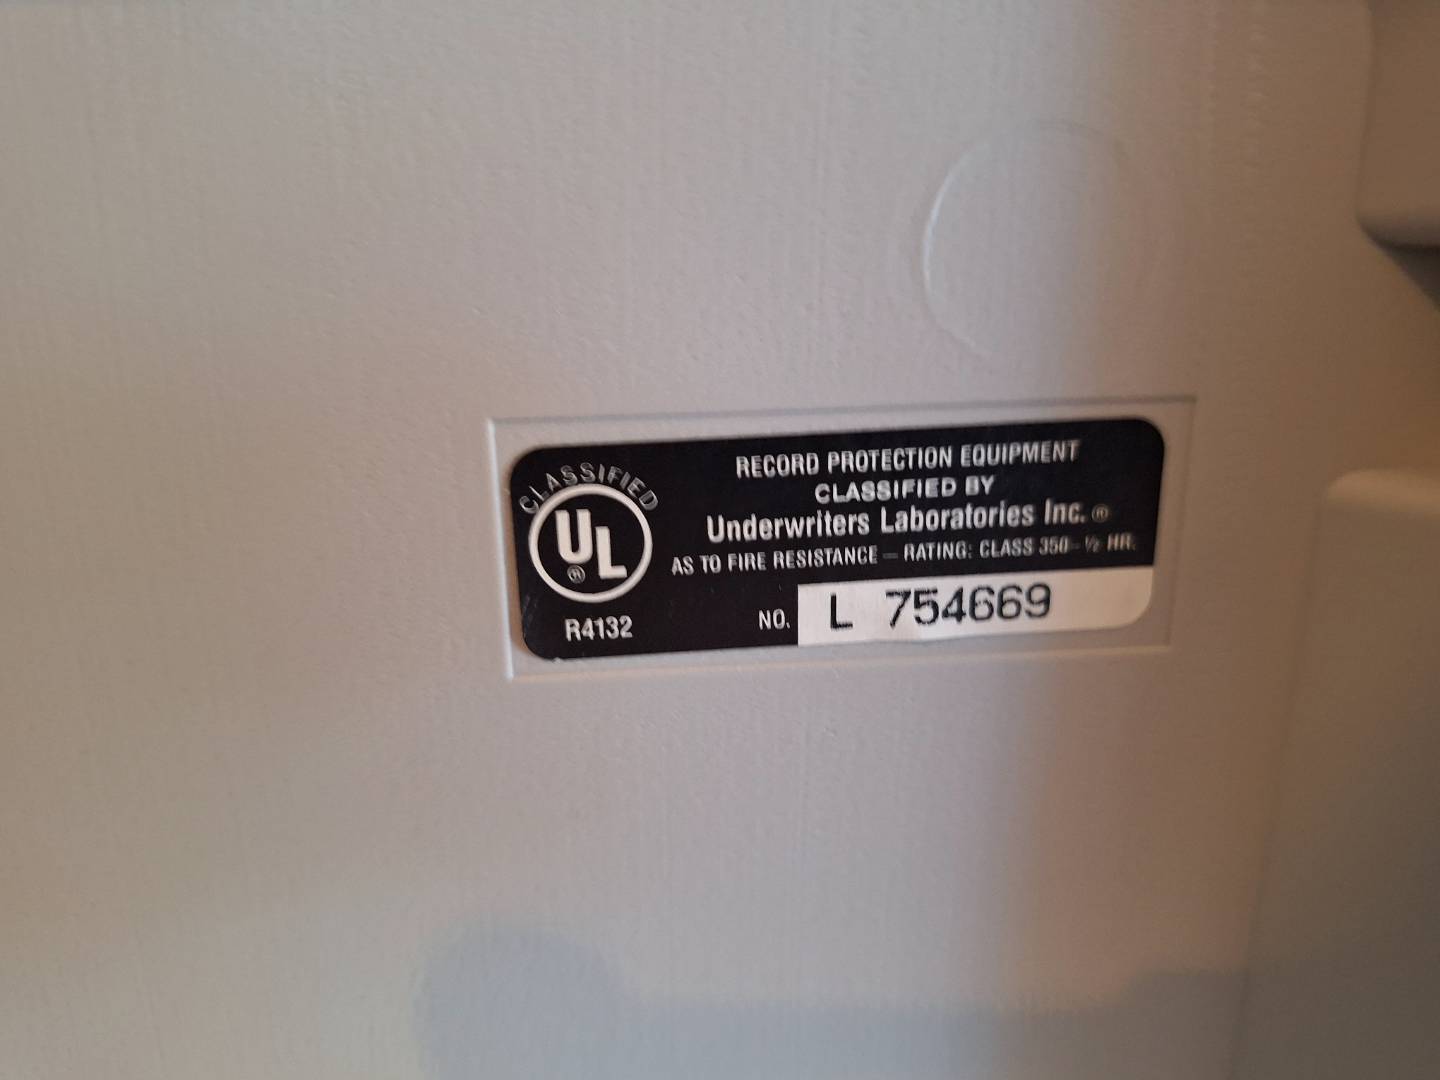 CLASSIFIED
UL®
R4132
RECORD PROTECTION EQUIPMENT
CLASSIFIED BY
Underwriters Laboratories Inc.®
AS TO FIRE RESISTANCE — RATING: CLASS 350-½ HR.
NO. L 754669